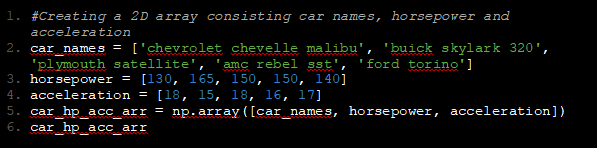 1. #Creating a 2D array consisting car names, horsepower and
acceleration
2. car_names = ['chevrolet chevelle malibu', 'buick skylark 320',
'plymouth satellite', 'amc rebel sst', 'ford torino']
3. horsepower = [130, 165, 150, 150, 140]
4. acceleration = [18, 15, 18, 16, 17]
5. car_hp_acc_arr = np.array([car_names, horsepower, acceleration])
6. car_hp_acc_arr